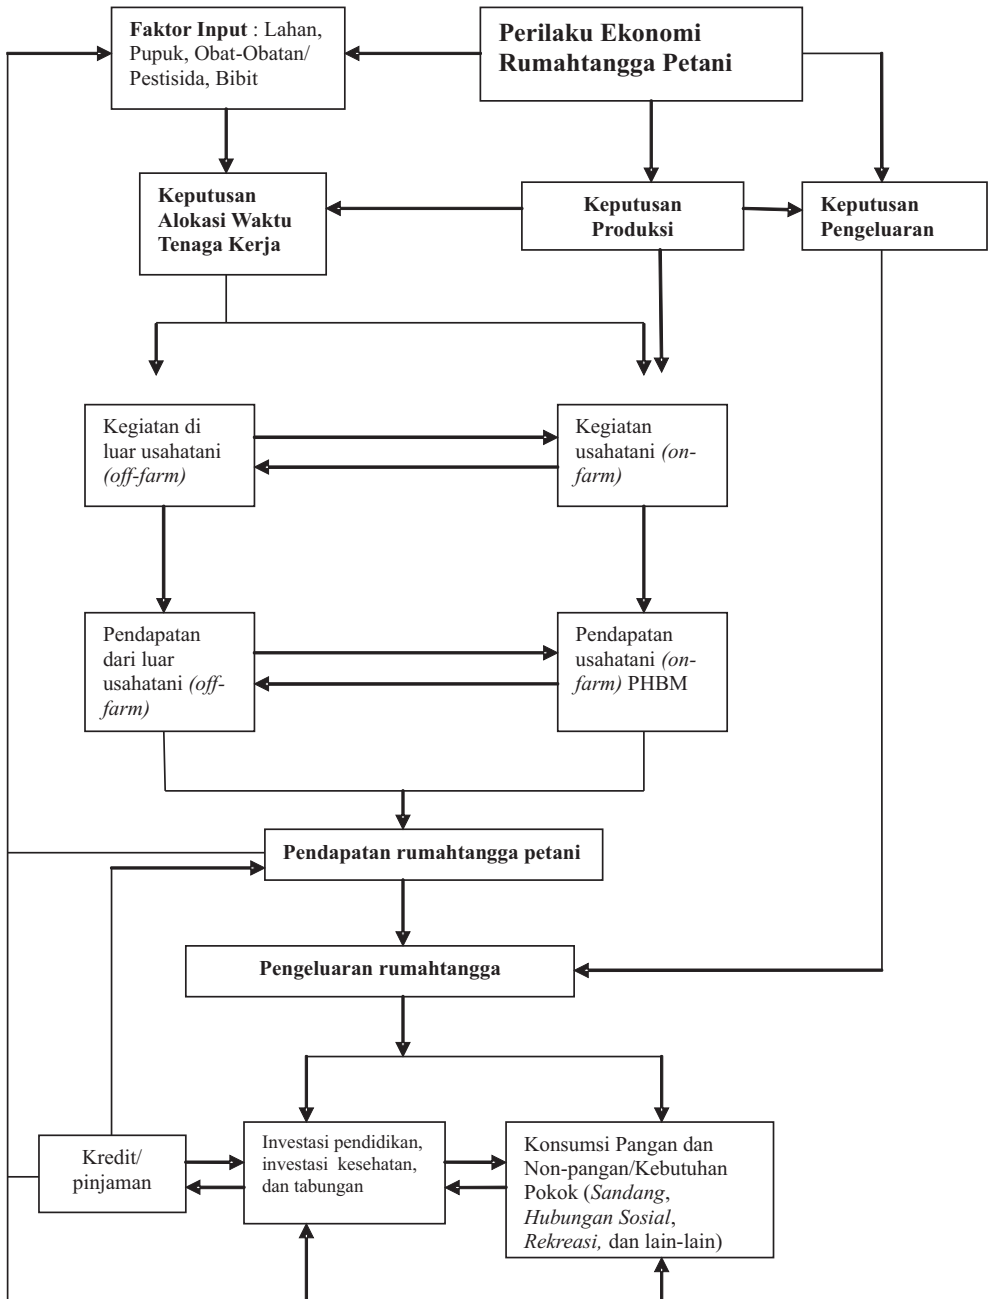 Faktor Input : Lahan,
Pupuk, Obat-Obatan/
Pestisida, Bibit
Perilaku Ekonomi
Rumahtangga Petani
Keputusan
Alokasi Waktu
Tenaga Kerja
Keputusan
Produksi
Keputusan
Pengeluaran
Kegiatan di
luar usahatani
(off-farm)
Kegiatan
usahatani (on-
farm)
Pendapatan
dari luar
usahatani (off-
farm)
Pendapatan
usahatani (on-
farm) PHBM
Pendapatan rumahtangga petani
Pengeluaran rumahtangga
Kredit/
pinjaman
Investasi pendidikan,
investasi kesehatan,
dan tabungan
Konsumsi Pangan dan
Non-pangan/Kebutuhan
Pokok (Sandang,
Hubungan Sosial,
Rekreasi, dan lain-lain)